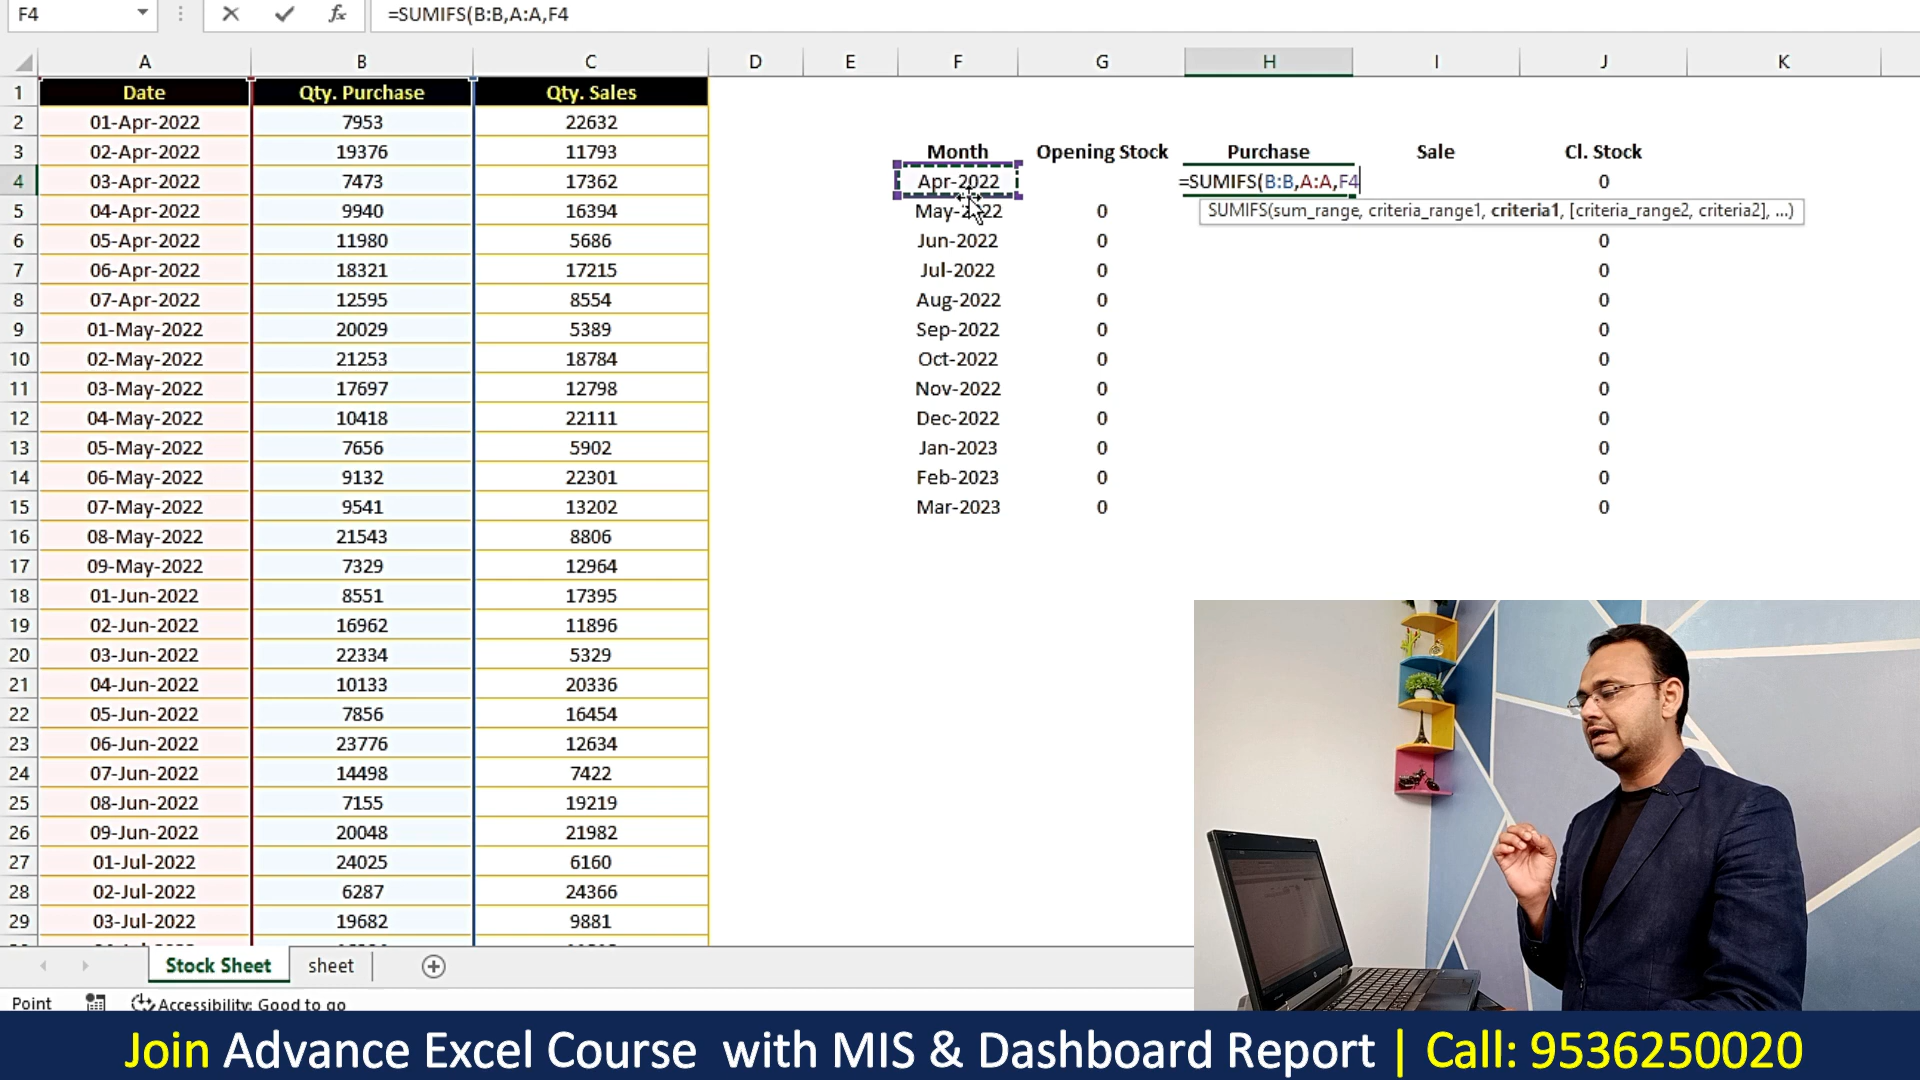 F4 =SUMIFS(B:B,A:A,F4
A B C D E F G H I J K
1 Date Qty. Purchase Qty. Sales
2 01-Apr-2022 7953 22632
3 02-Apr-2022 19376 11793 Month Opening Stock Purchase Sale Cl. Stock
4 03-Apr-2022 7473 17362 Apr-2022 =SUMIFS(B:B,A:A,F4 0
5 04-Apr-2022 9940 16394 May-2022 0 SUMIFS(sum_range, criteria_range1, criteria1, [criteria_range2, criteria2], ...)
6 05-Apr-2022 11980 5686 Jun-2022 0 0
7 06-Apr-2022 18321 17215 Jul-2022 0 0
8 07-Apr-2022 12595 8554 Aug-2022 0 0
9 01-May-2022 20029 5389 Sep-2022 0 0
10 02-May-2022 21253 18784 Oct-2022 0 0
11 03-May-2022 17697 12798 Nov-2022 0 0
12 04-May-2022 10418 22111 Dec-2022 0 0
13 05-May-2022 7656 5902 Jan-2023 0 0
14 06-May-2022 9132 22301 Feb-2023 0 0
15 07-May-2022 9541 13202 Mar-2023 0 0
16 08-May-2022 21543 8806
17 09-May-2022 7329 12964
18 01-Jun-2022 8551 17395
19 02-Jun-2022 16962 11896
20 03-Jun-2022 22334 5329
21 04-Jun-2022 10133 20336
22 05-Jun-2022 7856 16454
23 06-Jun-2022 23776 12634
24 07-Jun-2022 14498 7422
25 08-Jun-2022 7155 19219
26 09-Jun-2022 20048 21982
27 01-Jul-2022 24025 6160
28 02-Jul-2022 6287 24366
29 03-Jul-2022 19682 9881
Stock Sheet sheet
Point Accessibility: Good to go
Join Advance Excel Course with MIS & Dashboard Report | Call: 9536250020